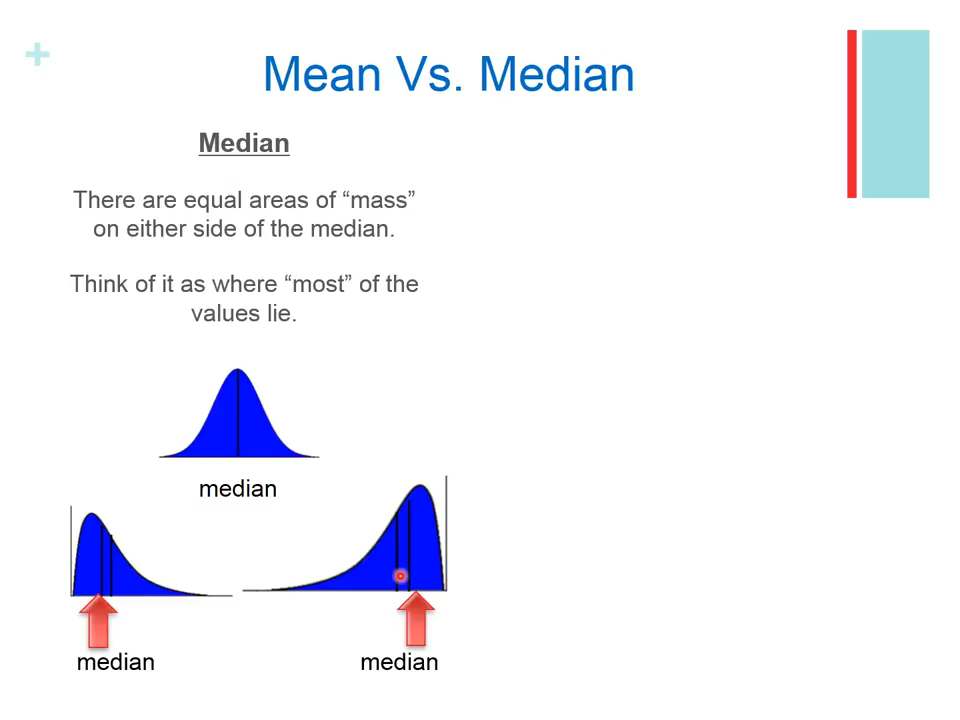 +
Mean Vs. Median
Median
There are equal areas of “mass”
on either side of the median.
Think of it as where “most” of the
values lie.
median
median
median